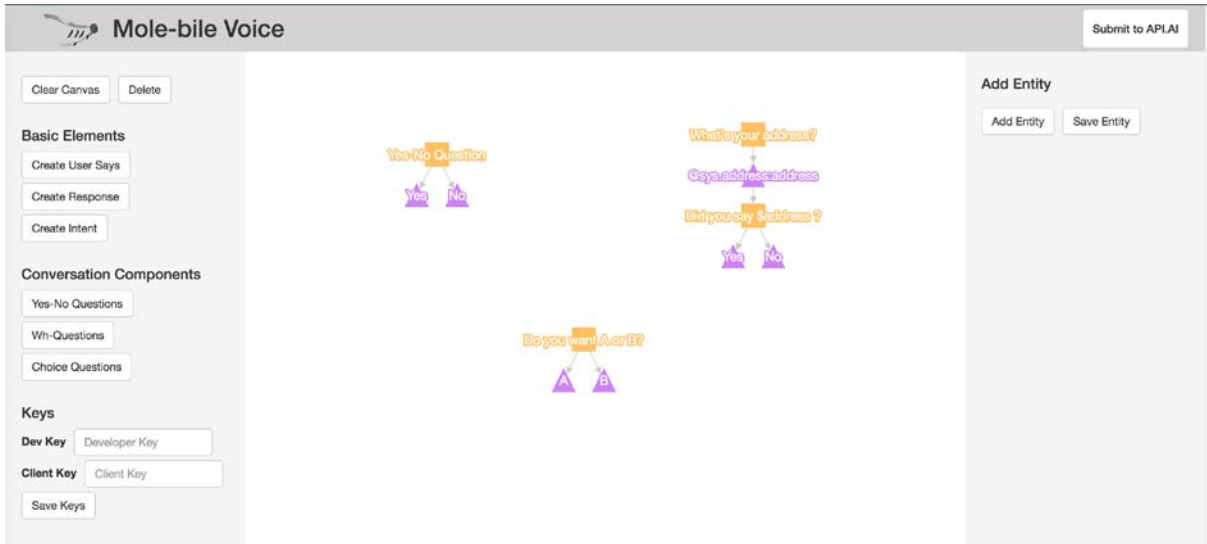 Mole-bile Voice
Submit to API.AI
Clear Canvas Delete
Basic Elements
Create User Says
Create Response
Create Intent
Conversation Components
Yes-No Questions
Wh-Questions
Choice Questions
Keys
Dev Key Developer Key
Client Key Client Key
Save Keys
Yes-No Question
Yes No
What's your address?
@sys.address:address
Did you say $address ?
Yes No
Do you want A or B?
A B
Add Entity
Add Entity Save Entity